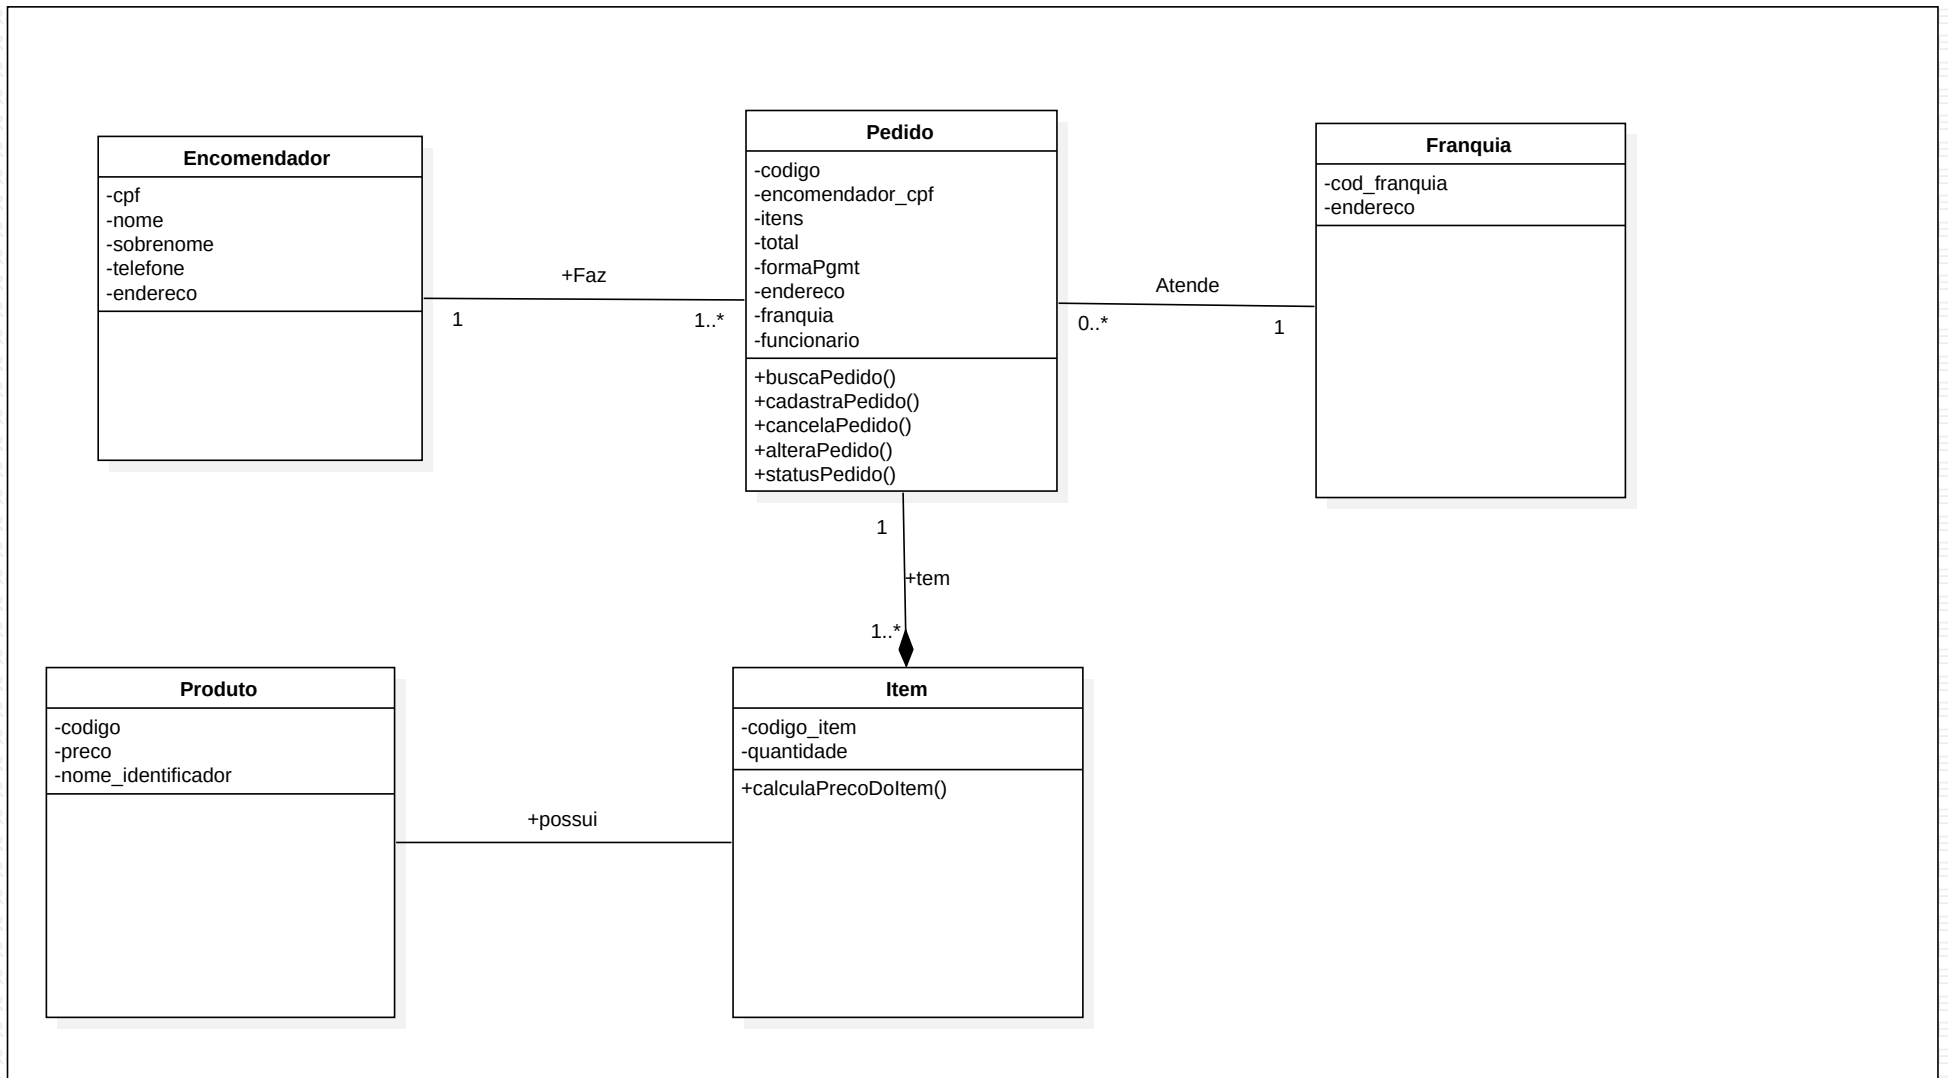 Encomendador
-cpf
-nome
-sobrenome
-telefone
-endereco
+Faz
1
1..*
Pedido
-codigo
-encomendador_cpf
-itens
-total
-formaPgmt
-endereco
-franquia
-funcionario
+buscaPedido()
+cadastraPedido()
+cancelaPedido()
+alteraPedido()
+statusPedido()
Atende
0..*
1
Franquia
-cod_franquia
-endereco
1
+tem
1..*
Produto
-codigo
-preco
-nome_identificador
+possui
Item
-codigo_item
-quantidade
+calculaPrecoDoItem()